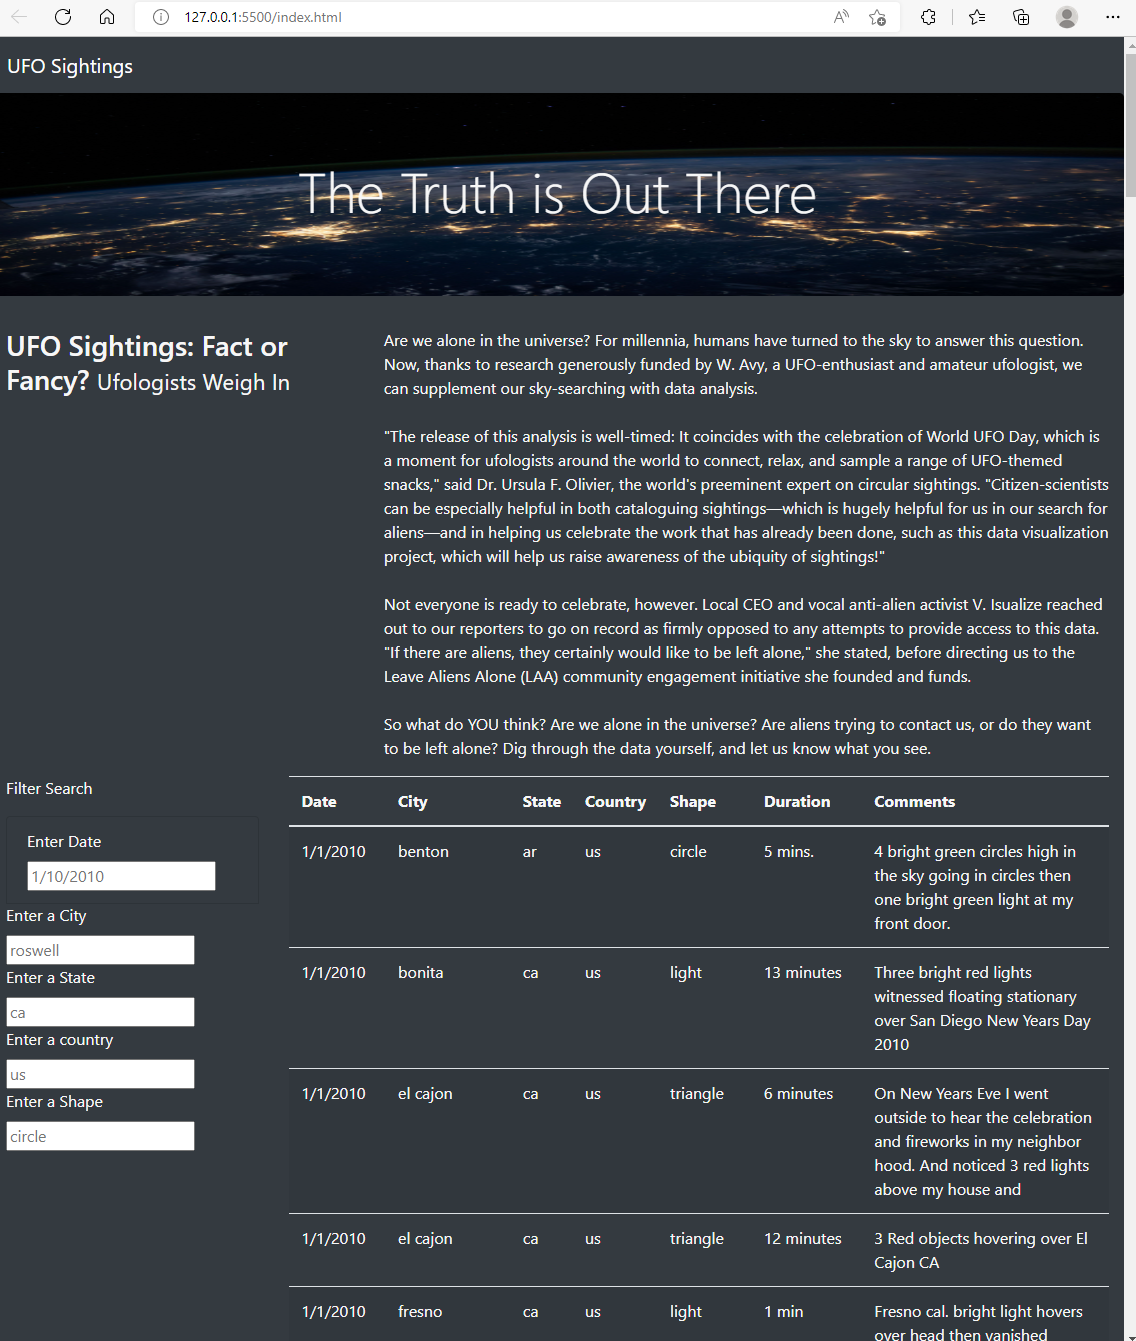 127.0.0.1:5500/index.html
UFO Sightings
The Truth is Out There
UFO Sightings: Fact or
Fancy? Ufologists Weigh In
Are we alone in the universe? For millennia, humans have turned to the sky to answer this question.
Now, thanks to research generously funded by W. Avy, a UFO-enthusiast and amateur ufologist, we
can supplement our sky-searching with data analysis.
"The release of this analysis is well-timed: It coincides with the celebration of World UFO Day, which is
a moment for ufologists around the world to connect, relax, and sample a range of UFO-themed
snacks," said Dr. Ursula F. Olivier, the world's preeminent expert on circular sightings. "Citizen-scientists
can be especially helpful in both cataloguing sightings—which is hugely helpful for us in our search for
aliens—and in helping us celebrate the work that has already been done, such as this data visualization
project, which will help us raise awareness of the ubiquity of sightings!"
Not everyone is ready to celebrate, however. Local CEO and vocal anti-alien activist V. Isualize reached
out to our reporters to go on record as firmly opposed to any attempts to provide access to this data.
"If there are aliens, they certainly would like to be left alone," she stated, before directing us to the
Leave Aliens Alone (LAA) community engagement initiative she founded and funds.
So what do YOU think? Are we alone in the universe? Are aliens trying to contact us, or do they want
to be left alone? Dig through the data yourself, and let us know what you see.
Filter Search
Enter Date
1/10/2010
Enter a City
roswell
Enter a State
ca
Enter a country
us
Enter a Shape
circle
Date City State Country Shape Duration Comments
1/1/2010 benton ar us circle 5 mins. 4 bright green circles high in
the sky going in circles then
one bright green light at my
front door.
1/1/2010 bonita ca us light 13 minutes Three bright red lights
witnessed floating stationary
over San Diego New Years Day
2010
1/1/2010 el cajon ca us triangle 6 minutes On New Years Eve I went
outside to hear the celebration
and fireworks in my neighbor
hood. And noticed 3 red lights
above my house and
1/1/2010 el cajon ca us triangle 12 minutes 3 Red objects hovering over El
Cajon CA
1/1/2010 fresno ca us light 1 min Fresno cal. bright light hovers
over head then vanished